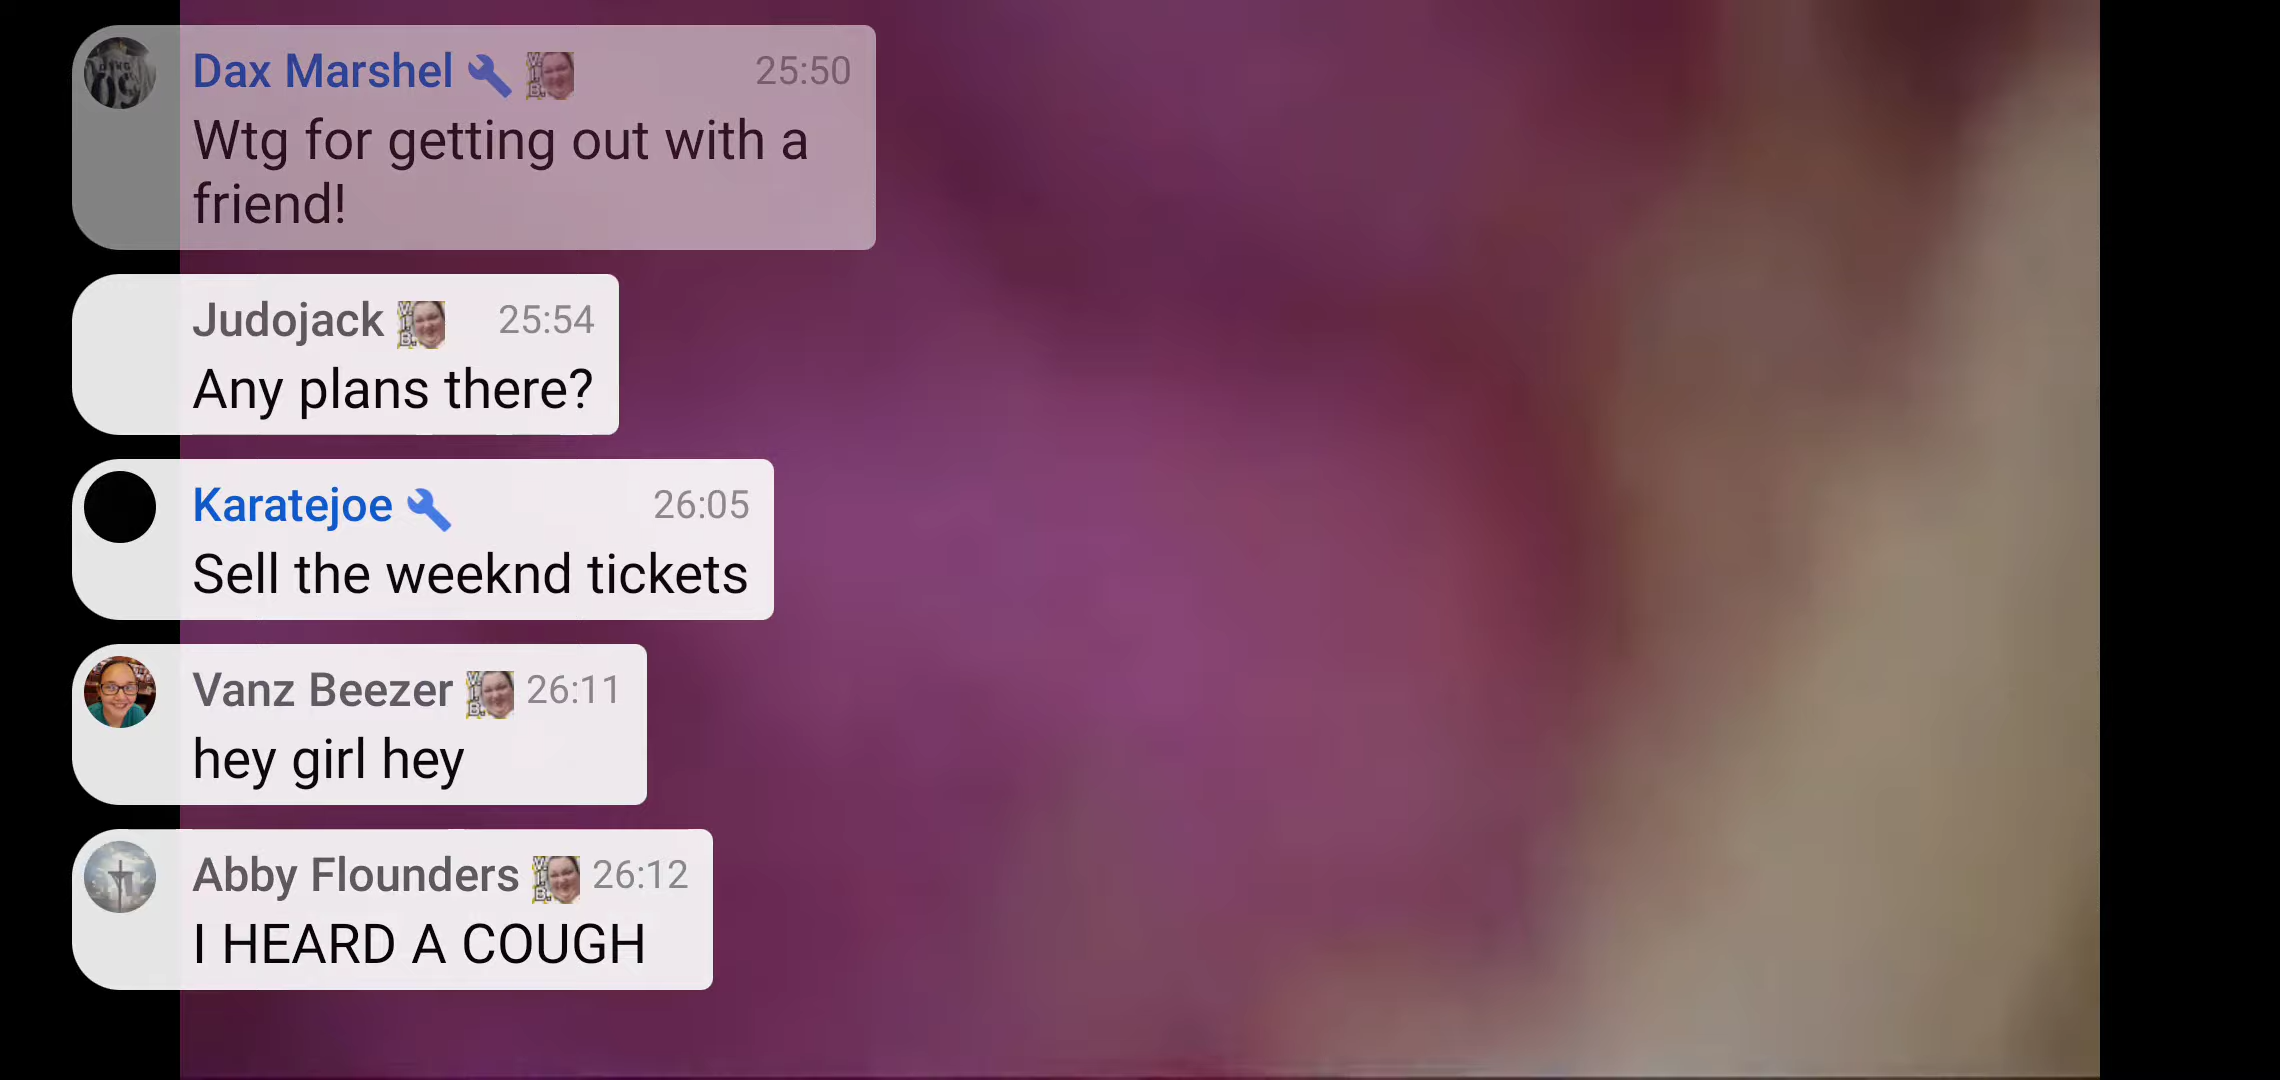 Dax Marshel 25:50
Wtg for getting out with a
friend!
Judojack V.I.B. 25:54
Any plans there?
Karatejoe 26:05
Sell the weeknd tickets
Vanz Beezer V.I.B. 26:11
hey girl hey
Abby Flounders V.I.B. 26:12
I HEARD A COUGH